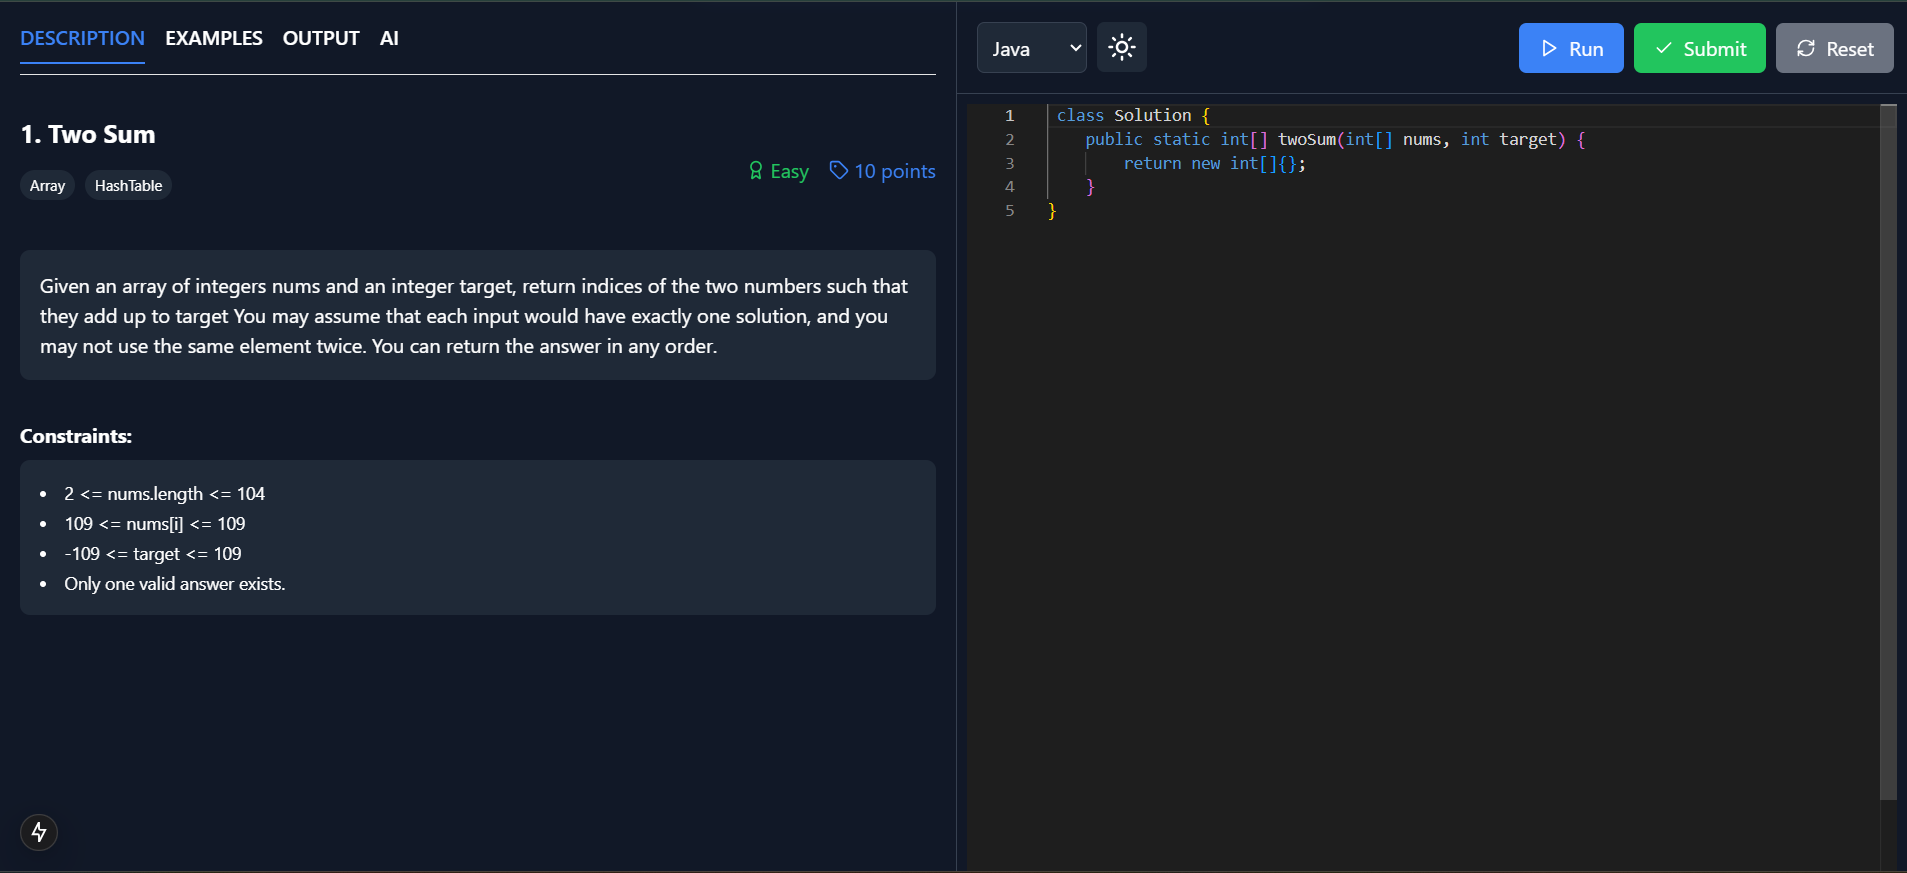 DESCRIPTION EXAMPLES OUTPUT AI
1. Two Sum
Array HashTable
Easy 10 points
Given an array of integers nums and an integer target, return indices of the two numbers such that
they add up to target You may assume that each input would have exactly one solution, and you
may not use the same element twice. You can return the answer in any order.
Constraints:
• 2 <= nums.length <= 104
• 109 <= nums[i] <= 109
• -109 <= target <= 109
• Only one valid answer exists.
Java
Run Submit Reset
1 class Solution {
2 public static int[] twoSum(int[] nums, int target) {
3 return new int[]{};
4 }
5 }